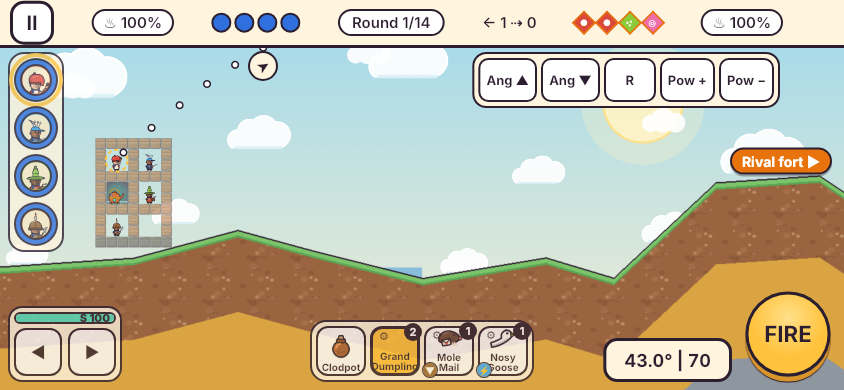 100%
Round 1/14
← 1 ⇢ 0
100%
Ang ▲
Ang ▼
R
Pow +
Pow −
Rival fort ▶
S 100
◀
▶
Clodpot
2
Grand
Dumpling
1
Mole
Mail
1
Nosy
Goose
43.0° | 70
FIRE